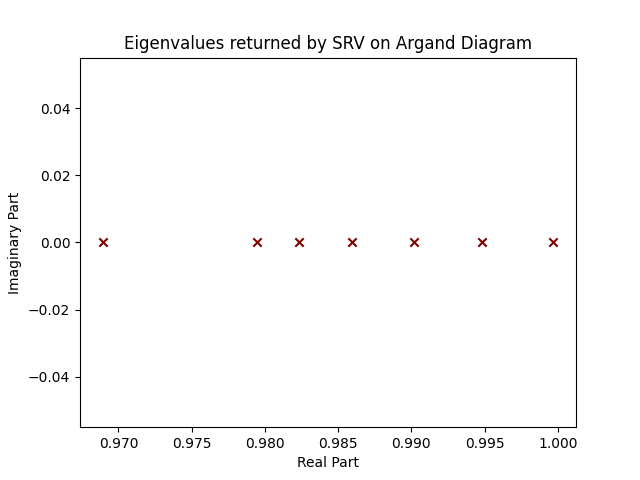 Eigenvalues returned by SRV on Argand Diagram
0.04
0.02
0.00
−0.02
−0.04
Imaginary Part
0.970 0.975 0.980 0.985 0.990 0.995 1.000
Real Part